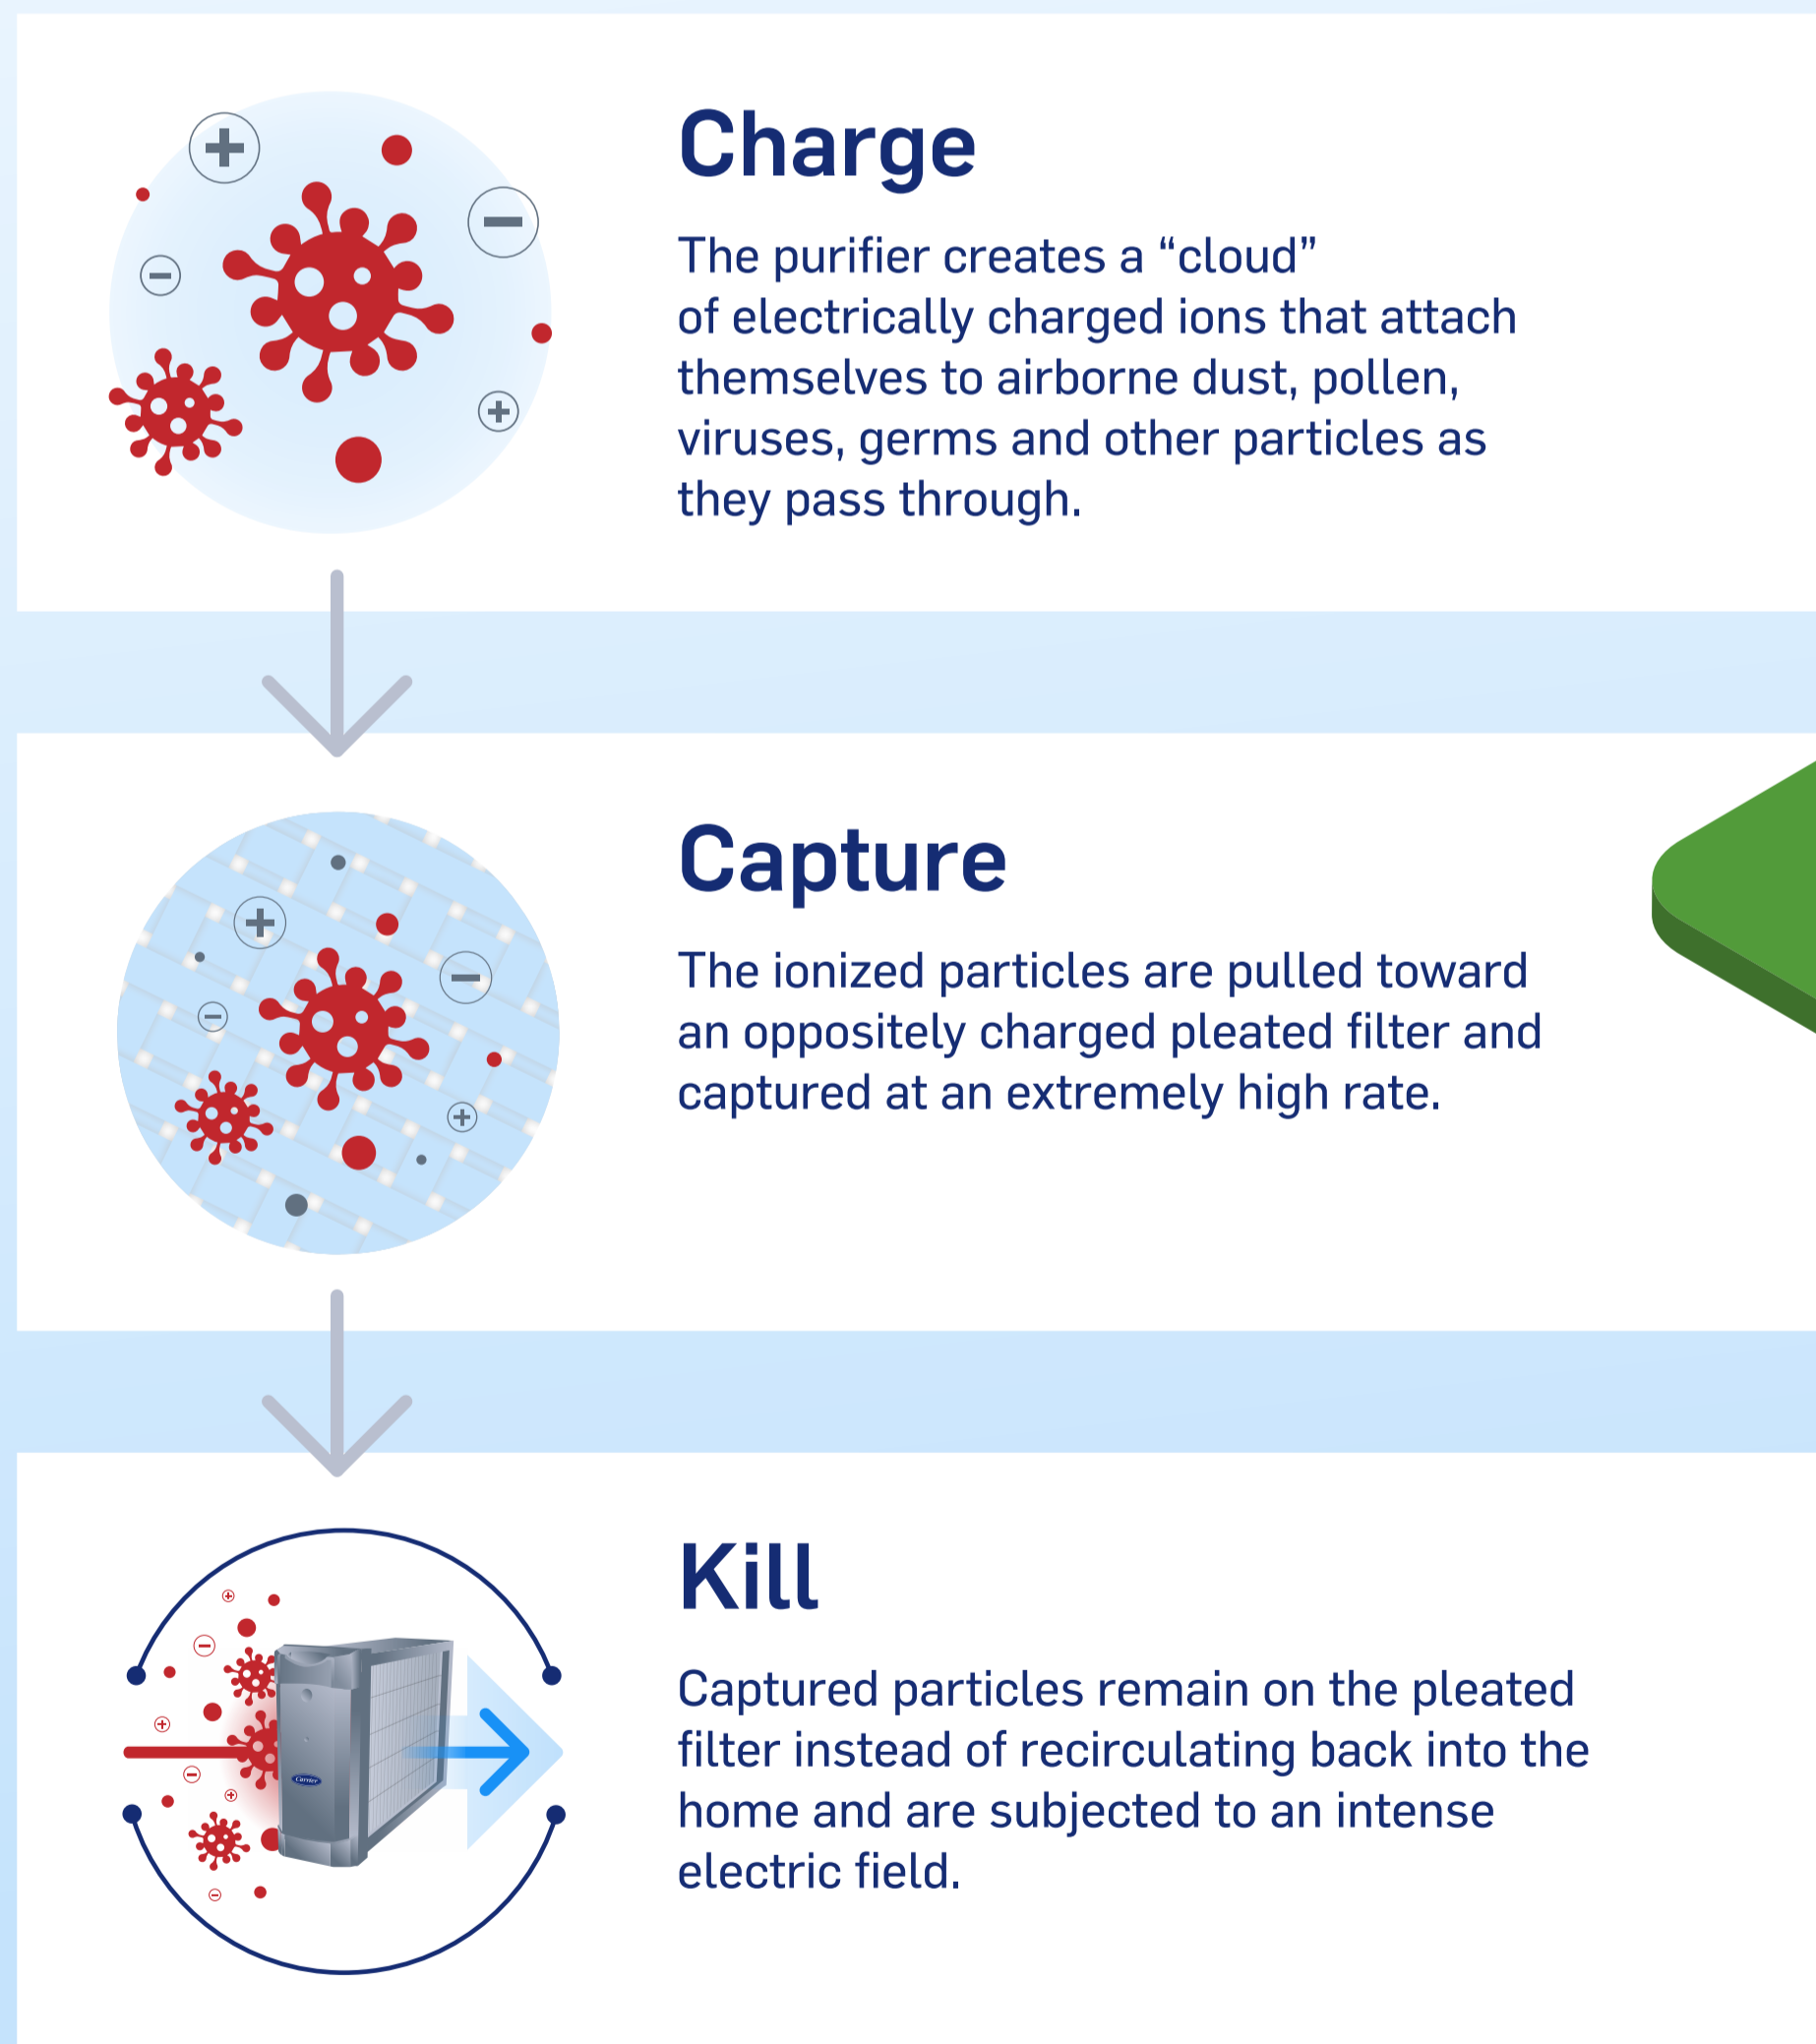 Charge
The purifier creates a “cloud”
of electrically charged ions that attach
themselves to airborne dust, pollen,
viruses, germs and other particles as
they pass through.
Capture
The ionized particles are pulled toward
an oppositely charged pleated filter and
captured at an extremely high rate.
Kill
Captured particles remain on the pleated
filter instead of recirculating back into the
home and are subjected to an intense
electric field.
Carrier